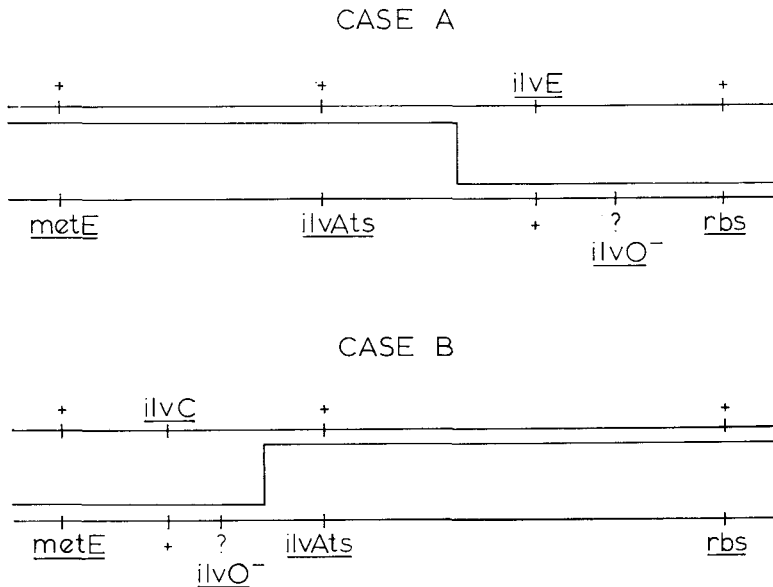 CASE A
+ + ilvE +
metE ilvAts + ? rbs
ilvO⁻
CASE B
+ ilvC + +
metE + ? ilvAts rbs
ilvO⁻